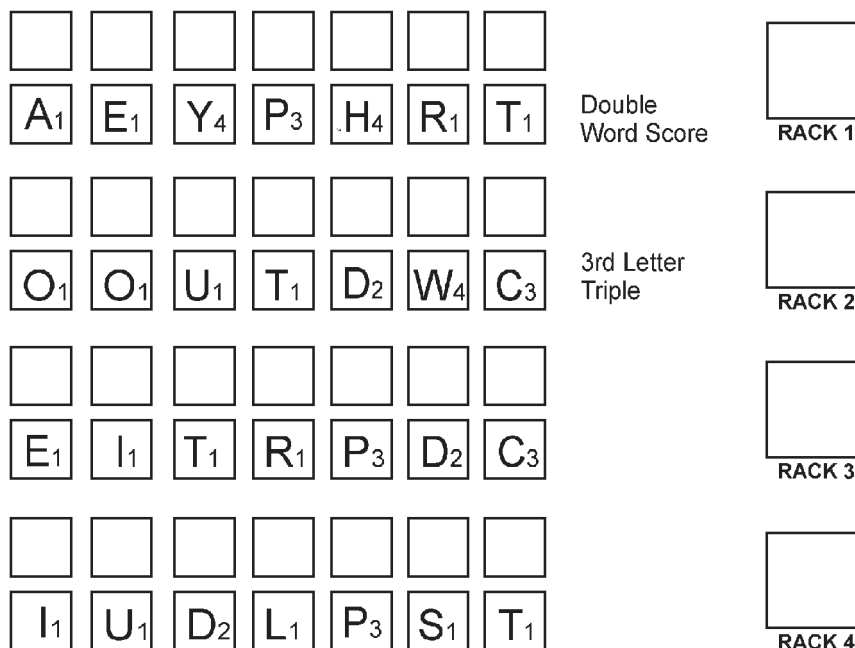 A1 E1 Y4 P3 H4 R1 T1
Double
Word Score
RACK 1
O1 O1 U1 T1 D2 W4 C3
3rd Letter
Triple
RACK 2
E1 I1 T1 R1 P3 D2 C3
RACK 3
I1 U1 D2 L1 P3 S1 T1
RACK 4